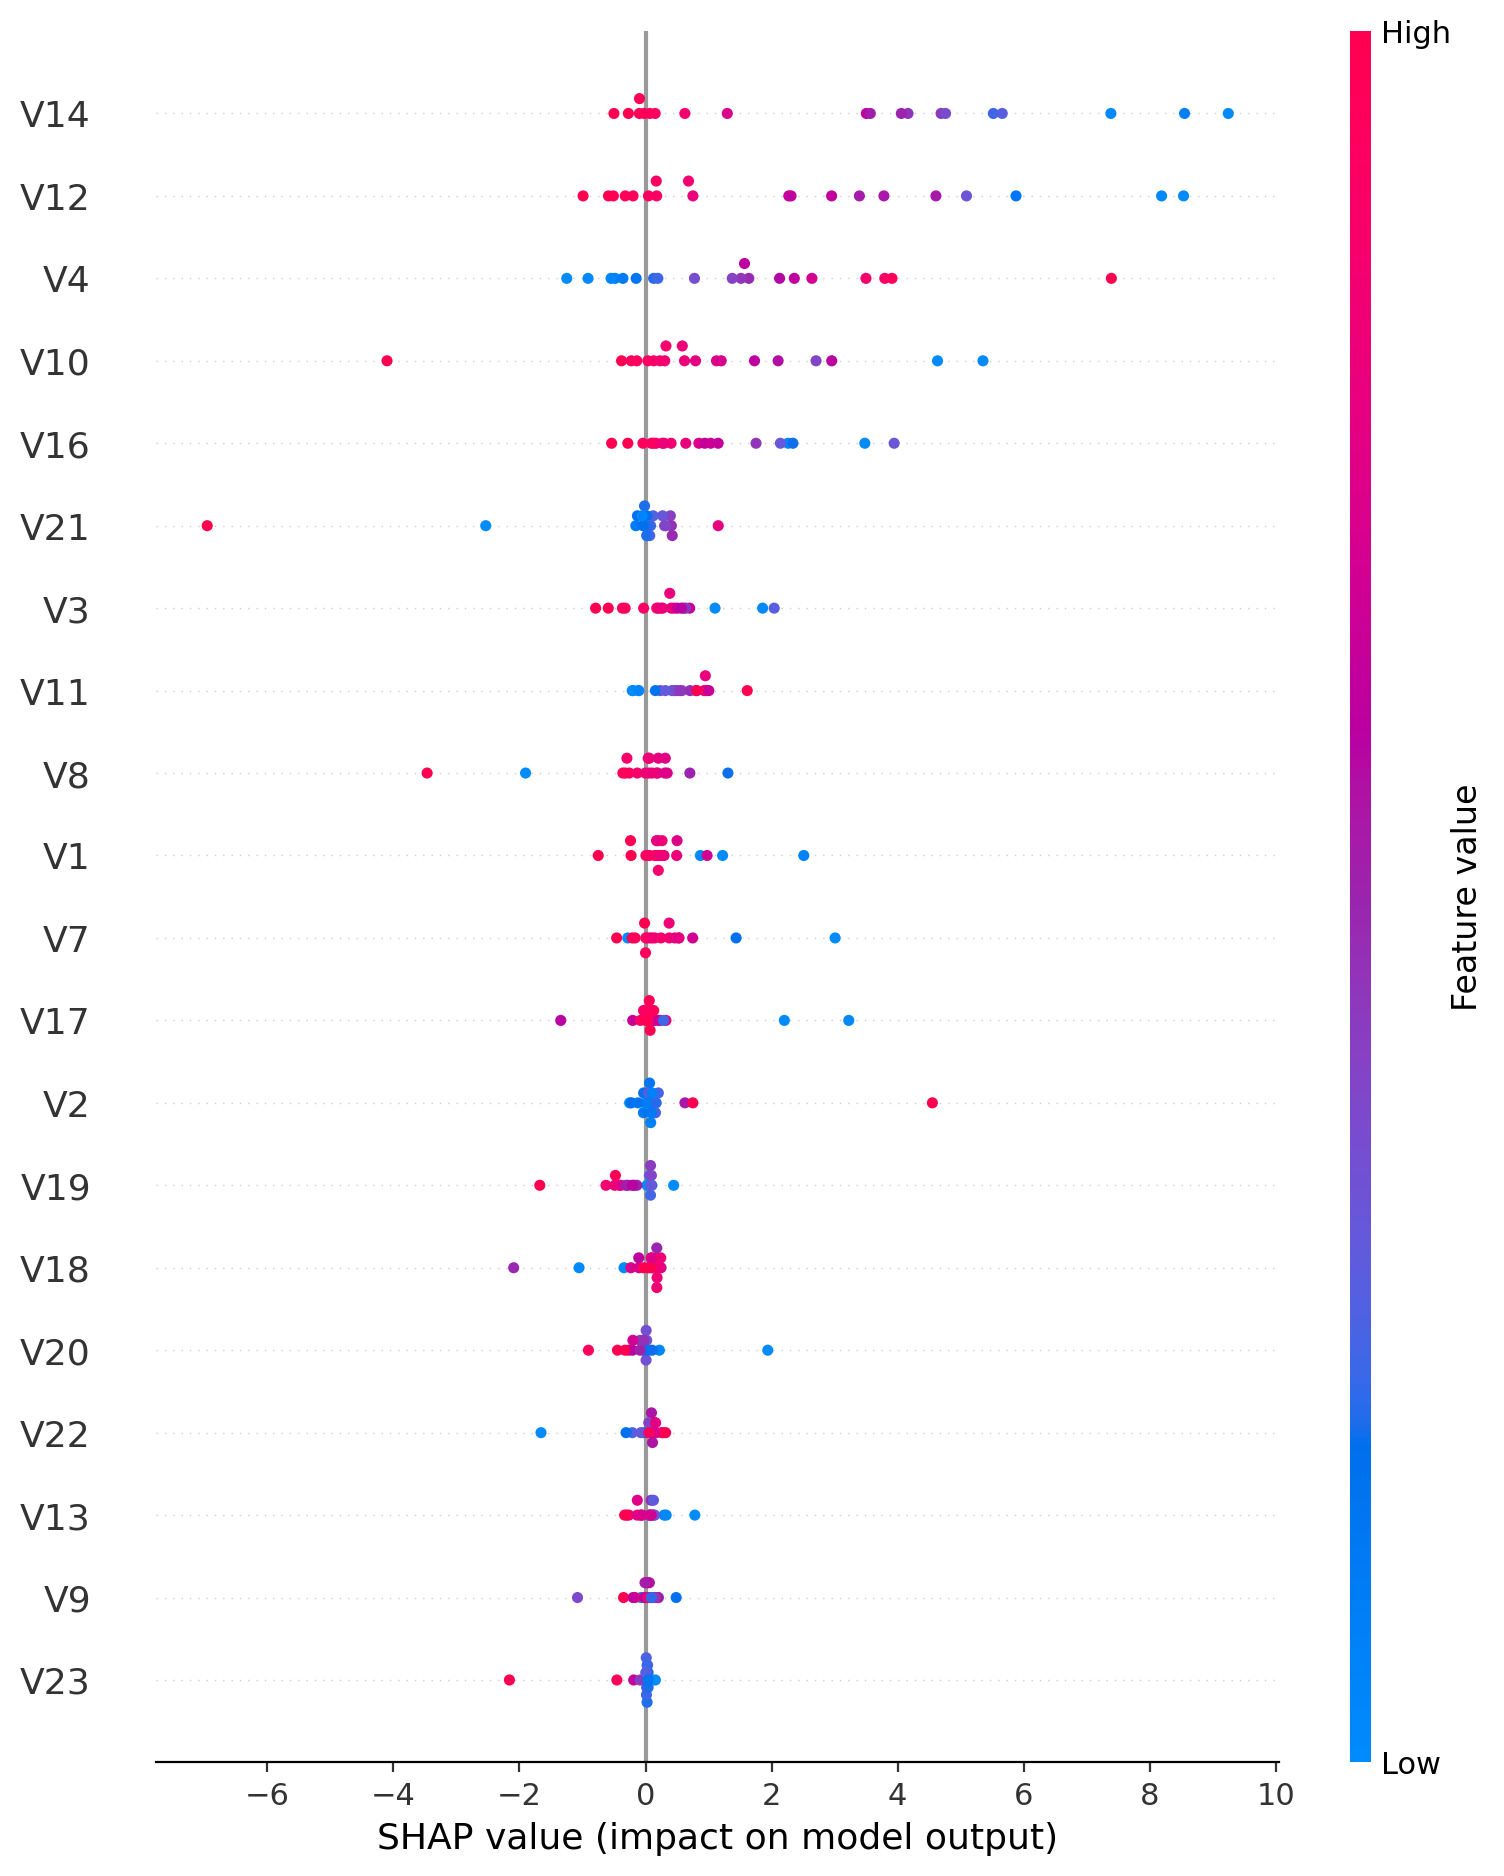 High
V14
V12
V4
V10
V16
V21
V3
V11
V8
V1
V7
V17
V2
V19
V18
V20
V22
V13
V9
V23
Feature value
Low
−6 −4 −2 0 2 4 6 8 10
SHAP value (impact on model output)